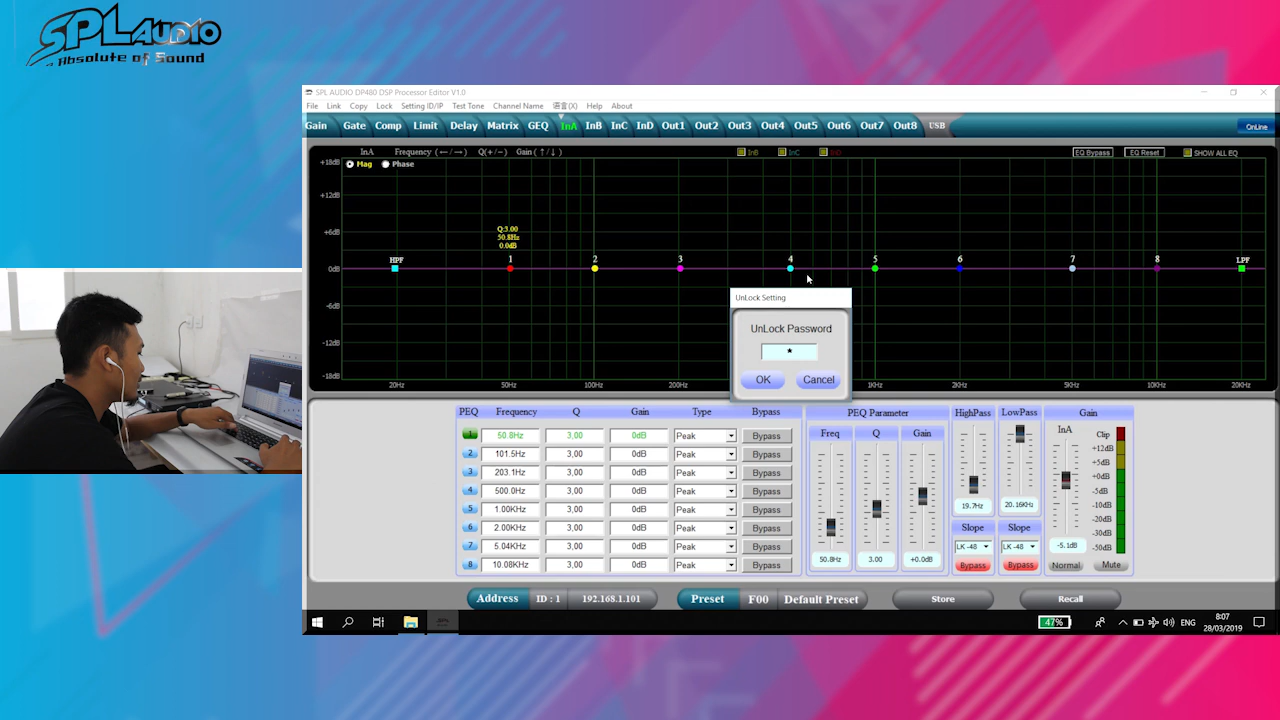 SPL AUDIO
Absolute of Sound
SPL AUDIO DP480 DSP Processor Editor V1.0
File Link Copy Lock Setting ID/IP Test Tone Channel Name 语言(X) Help About
Gain Gate Comp Limit Delay Matrix GEQ InA InB InC InD Out1 Out2 Out3 Out4 Out5 Out6 Out7 Out8 USB
OnLine
InA Frequency (←/→) Q(+/−) Gain(↑/↓) InB InC InD EQ Bypass EQ Reset SHOW ALL EQ
Mag Phase
+18dB
+12dB
+6dB
0dB
-6dB
-12dB
-18dB
Q:3.00
50.8Hz
0.0dB
HPF 1 2 3 4 5 6 7 8 LPF
20Hz 50Hz 100Hz 200Hz 1KHz 2KHz 5KHz 10KHz 20KHz
UnLock Setting
UnLock Password
*
OK Cancel
PEQ Frequency Q Gain Type Bypass
1 50.8Hz 3,00 0dB Peak Bypass
2 101.5Hz 3,00 0dB Peak Bypass
3 203.1Hz 3,00 0dB Peak Bypass
4 500.0Hz 3,00 0dB Peak Bypass
5 1.00KHz 3,00 0dB Peak Bypass
6 2.00KHz 3,00 0dB Peak Bypass
7 5.04KHz 3,00 0dB Peak Bypass
8 10.08KHz 3,00 0dB Peak Bypass
PEQ Parameter
Freq Q Gain
50.8Hz 3.00 +0.0dB
HighPass LowPass
19.7Hz 20.16KHz
Slope Slope
LK -48 LK -48
Bypass Bypass
Gain
InA
Clip
+12dB
+5dB
+0dB
-5dB
-10dB
-20dB
-30dB
-50dB
-5.1dB
Normal Mute
Address ID : 1 192.168.1.101 Preset F00 Default Preset Store Recall
47% ENG
8:07
28/03/2019